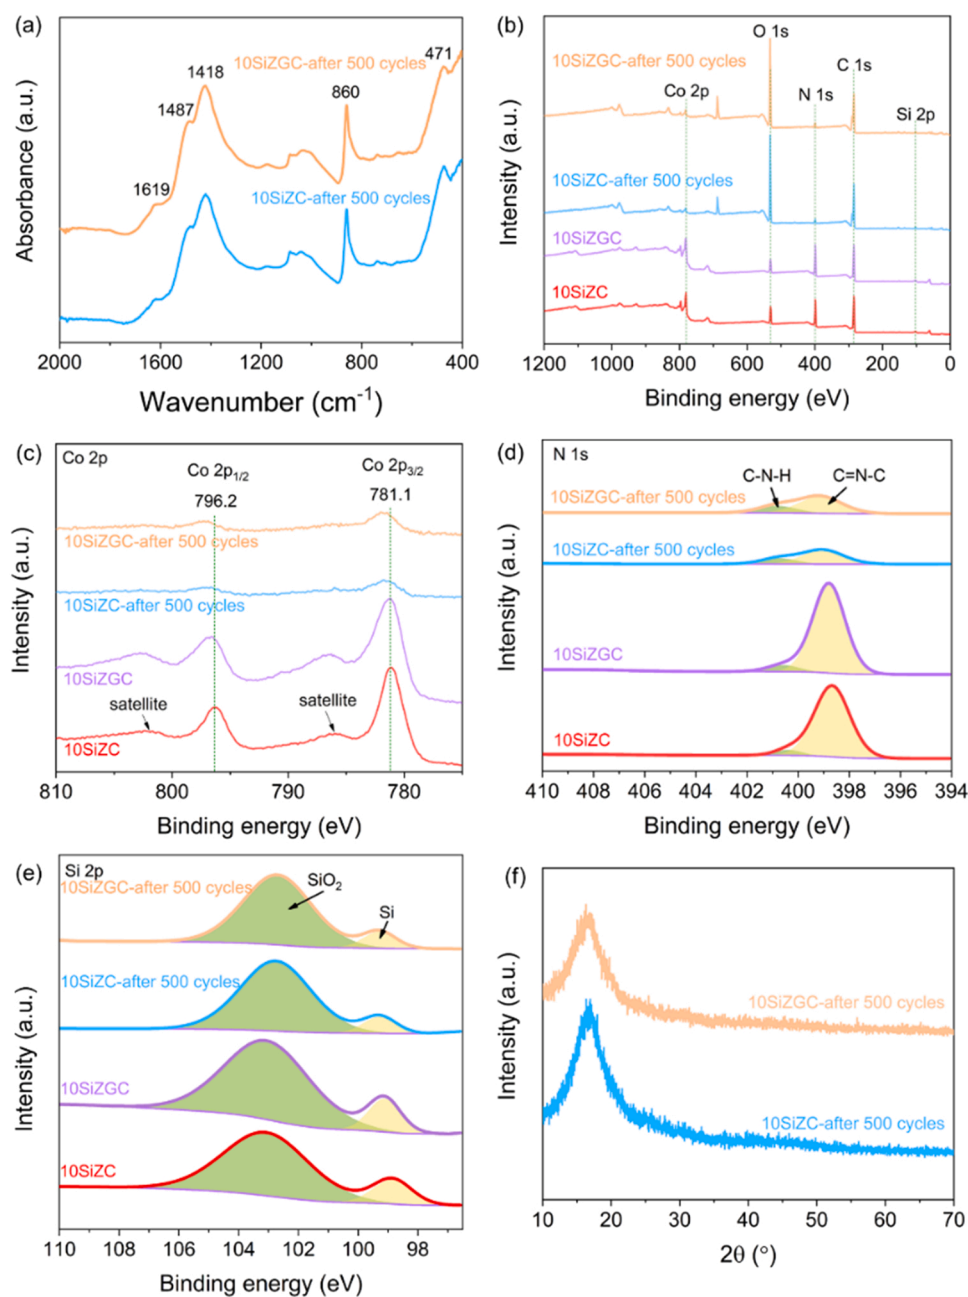 (a)
10SiZGC-after 500 cycles
471
1418
1487
860
1619
10SiZC-after 500 cycles
Absorbance (a.u.)
2000 1600 1200 800 400
Wavenumber (cm⁻¹)
(b)
O 1s
10SiZGC-after 500 cycles
C 1s
Co 2p
N 1s
Si 2p
10SiZC-after 500 cycles
10SiZGC
10SiZC
Intensity (a.u.)
1200 1000 800 600 400 200 0
Binding energy (eV)
(c)
Co 2p
Co 2p1/2
Co 2p3/2
796.2
781.1
10SiZGC-after 500 cycles
10SiZC-after 500 cycles
10SiZGC
satellite
satellite
10SiZC
Intensity (a.u.)
810 800 790 780
Binding energy (eV)
(d)
N 1s
C-N-H
C=N-C
10SiZGC-after 500 cycles
10SiZC-after 500 cycles
10SiZGC
10SiZC
Intensity (a.u.)
410 408 406 404 402 400 398 396 394
Binding energy (eV)
(e)
Si 2p
10SiZGC-after 500 cycles
SiO₂
Si
10SiZC-after 500 cycles
10SiZGC
10SiZC
Intensity (a.u.)
110 108 106 104 102 100 98
Binding energy (eV)
(f)
10SiZGC-after 500 cycles
10SiZC-after 500 cycles
Intensity (a.u.)
10 20 30 40 50 60 70
2θ (°)